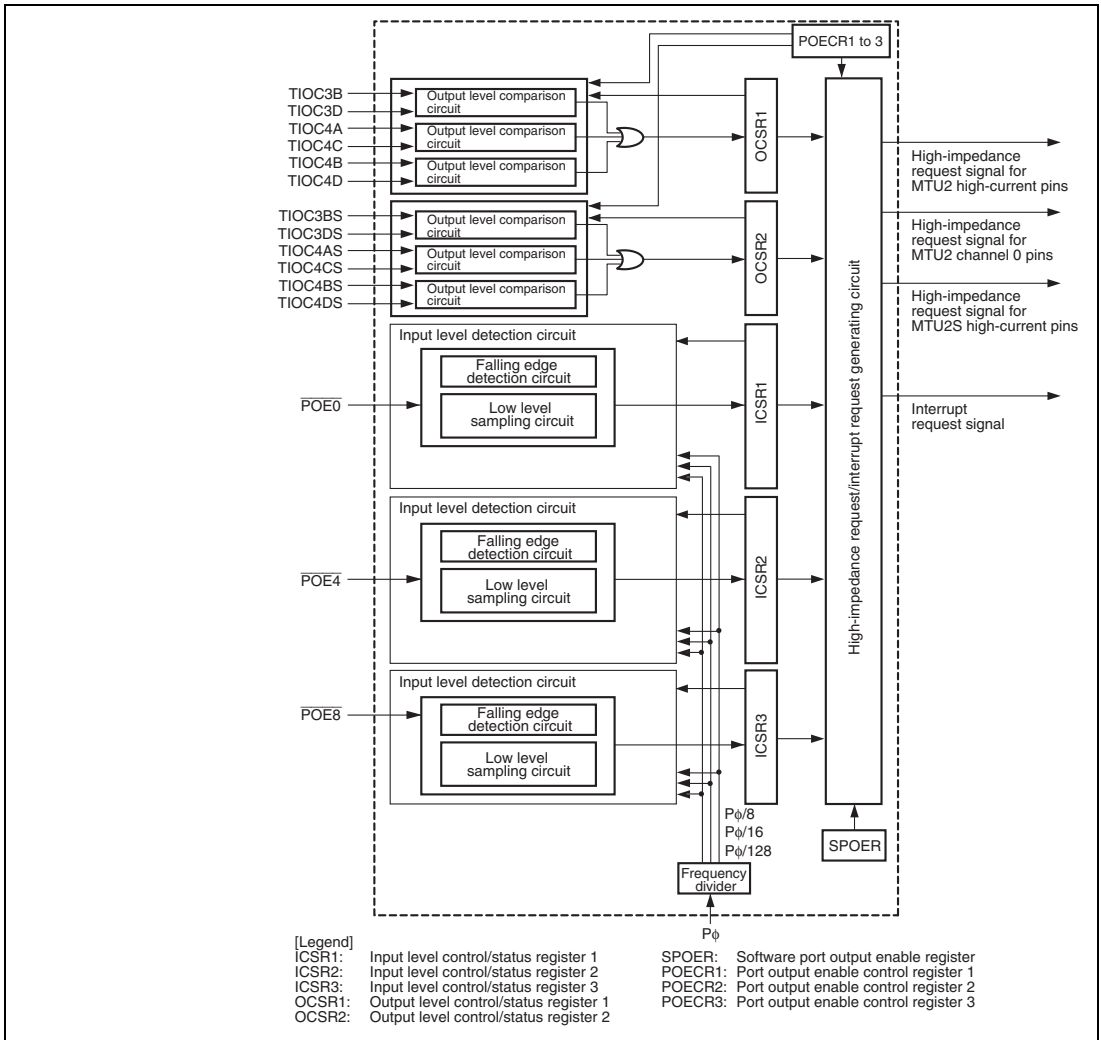 POECR1 to 3
TIOC3B
TIOC3D
TIOC4A
TIOC4C
TIOC4B
TIOC4D
Output level comparison
circuit
Output level comparison
circuit
Output level comparison
circuit
OCSR1
TIOC3BS
TIOC3DS
TIOC4AS
TIOC4CS
TIOC4BS
TIOC4DS
Output level comparison
circuit
Output level comparison
circuit
Output level comparison
circuit
OCSR2
Input level detection circuit
Falling edge
detection circuit
Low level
sampling circuit
POE0
ICSR1
Input level detection circuit
Falling edge
detection circuit
Low level
sampling circuit
POE4
ICSR2
Input level detection circuit
Falling edge
detection circuit
Low level
sampling circuit
POE8
ICSR3
High-impedance request/interrupt request generating circuit
High-impedance
request signal for
MTU2 high-current pins
High-impedance
request signal for
MTU2 channel 0 pins
High-impedance
request signal for
MTU2S high-current pins
Interrupt
request signal
Pφ/8
Pφ/16
Pφ/128
SPOER
Frequency
divider
Pφ
[Legend]
ICSR1: Input level control/status register 1
ICSR2: Input level control/status register 2
ICSR3: Input level control/status register 3
OCSR1: Output level control/status register 1
OCSR2: Output level control/status register 2
SPOER: Software port output enable register
POECR1: Port output enable control register 1
POECR2: Port output enable control register 2
POECR3: Port output enable control register 3